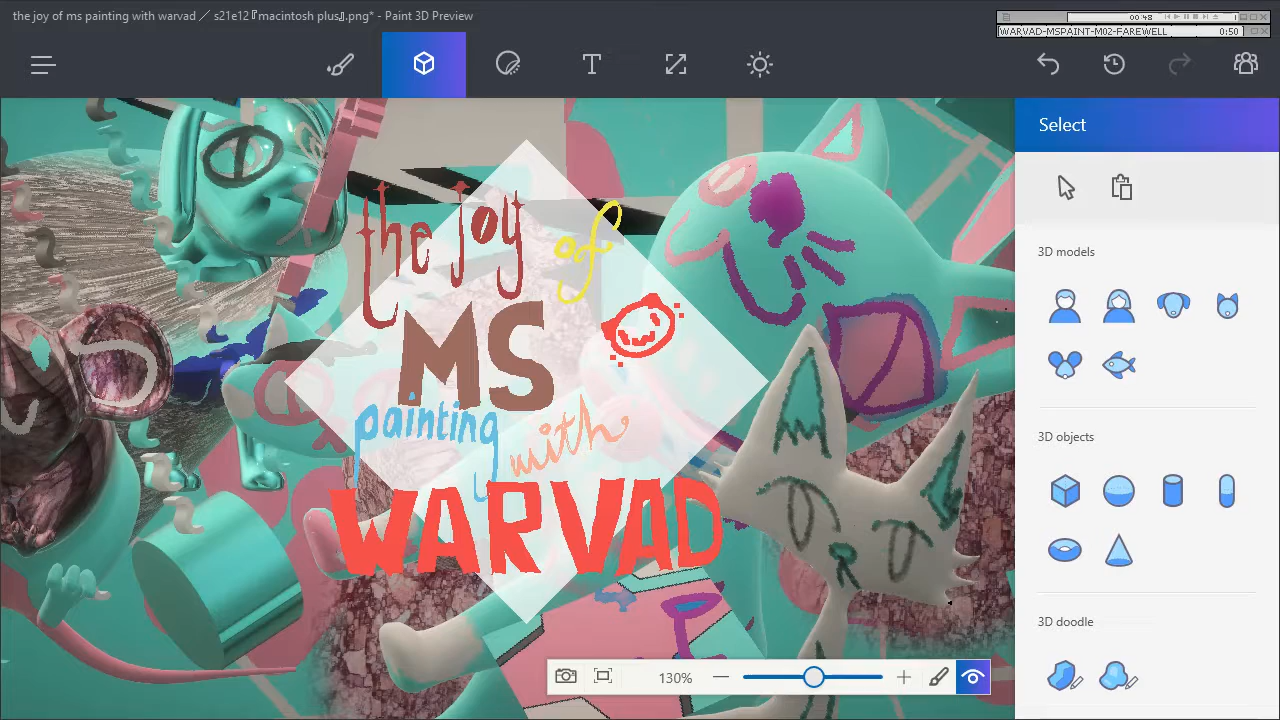 the joy of ms painting with warvad ╱ s21e12『macintosh plus』.png* - Paint 3D Preview
00:48
WARVAD-MSPAINT-M02-FAREWELL 0:50
Select
3D models
3D objects
3D doodle
the joy of
MS
painting with
WARVAD
130%